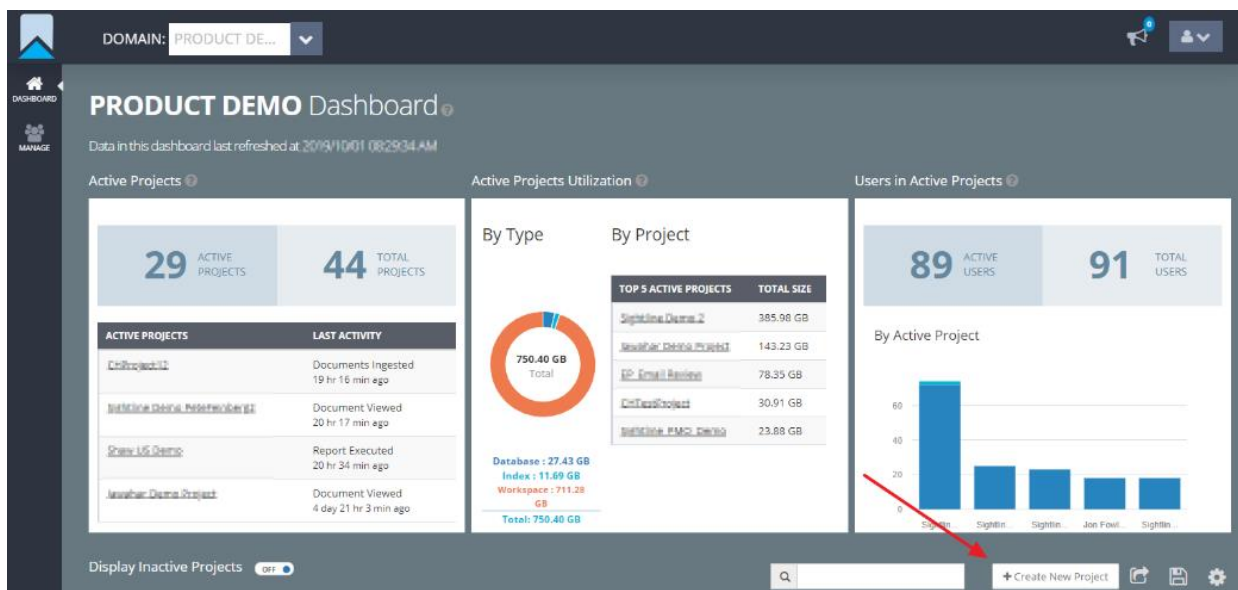 DOMAIN: PRODUCT DE...
0
DASHBOARD
MANAGE
PRODUCT DEMO Dashboard
Data in this dashboard last refreshed at 2019/10/01 08:29:34 AM
Active Projects
29 ACTIVE PROJECTS
44 TOTAL PROJECTS
ACTIVE PROJECTS LAST ACTIVITY
Documents Ingested
19 hr 16 min ago
Document Viewed
20 hr 17 min ago
Report Executed
20 hr 34 min ago
Document Viewed
4 day 21 hr 3 min ago
Active Projects Utilization
By Type
750.40 GB
Total
Database : 27.43 GB
Index : 11.69 GB
Workspace : 711.28
GB
Total: 750.40 GB
By Project
TOP 5 ACTIVE PROJECTS TOTAL SIZE
Sightline Demo 2 385.98 GB
143.23 GB
EP Email Review 78.35 GB
30.91 GB
23.88 GB
Users in Active Projects
89 ACTIVE USERS
91 TOTAL USERS
By Active Project
60
40
20
0
Sightlin... Sightlin... Sightlin... Jon Fowl... Sightlin...
Display Inactive Projects OFF
+ Create New Project